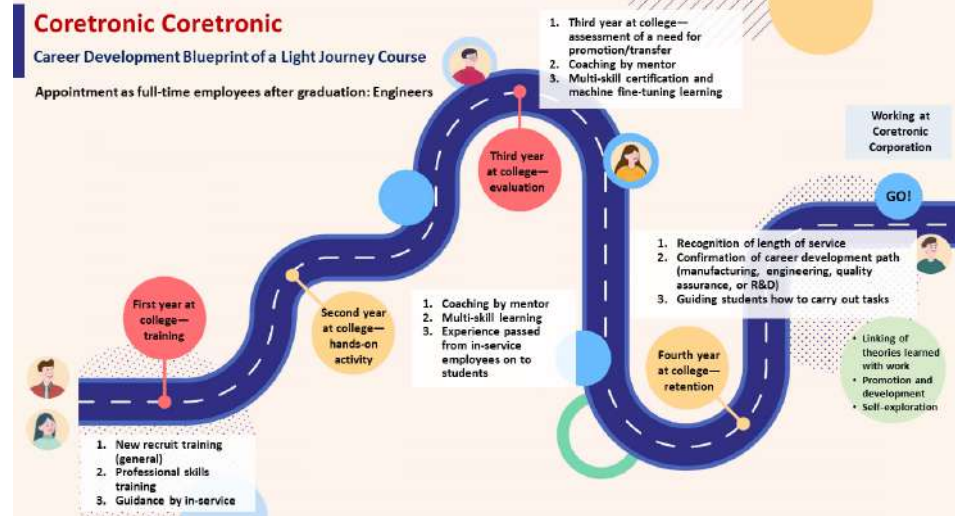 Coretronic Coretronic
Career Development Blueprint of a Light Journey Course
Appointment as full-time employees after graduation: Engineers
First year at
college—
training
1. New recruit training
(general)
2. Professional skills
training
3. Guidance by in-service
Second year
at college—
hands-on
activity
1. Coaching by mentor
2. Multi-skill learning
3. Experience passed
from in-service
employees on to
students
Third year
at college—
evaluation
1. Third year at college—
assessment of a need for
promotion/transfer
2. Coaching by mentor
3. Multi-skill certification and
machine fine-tuning learning
Fourth year
at college—
retention
1. Recognition of length of service
2. Confirmation of career development path
(manufacturing, engineering, quality
assurance, or R&D)
3. Guiding students how to carry out tasks
Working at
Coretronic
Corporation
GO!
• Linking of
theories learned
with work
• Promotion and
development
• Self-exploration